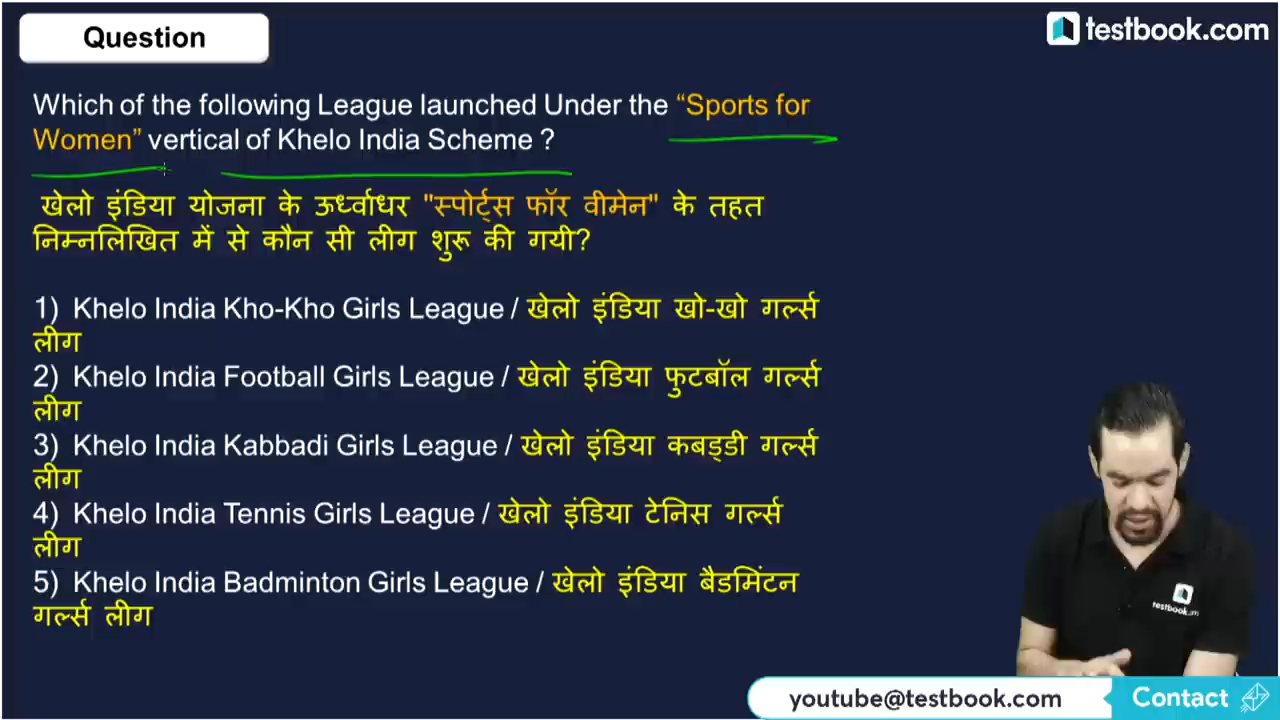 Question
testbook.com
Which of the following League launched Under the “Sports for
Women” vertical of Khelo India Scheme ?
खेलो इंडिया योजना के ऊर्ध्वाधर "स्पोर्ट्स फॉर वीमेन" के तहत
निम्नलिखित में से कौन सी लीग शुरू की गयी?
1) Khelo India Kho-Kho Girls League / खेलो इंडिया खो-खो गर्ल्स
लीग
2) Khelo India Football Girls League / खेलो इंडिया फुटबॉल गर्ल्स
लीग
3) Khelo India Kabbadi Girls League / खेलो इंडिया कबड्डी गर्ल्स
लीग
4) Khelo India Tennis Girls League / खेलो इंडिया टेनिस गर्ल्स
लीग
5) Khelo India Badminton Girls League / खेलो इंडिया बैडमिंटन
गर्ल्स लीग
testbook.com
youtube@testbook.com Contact